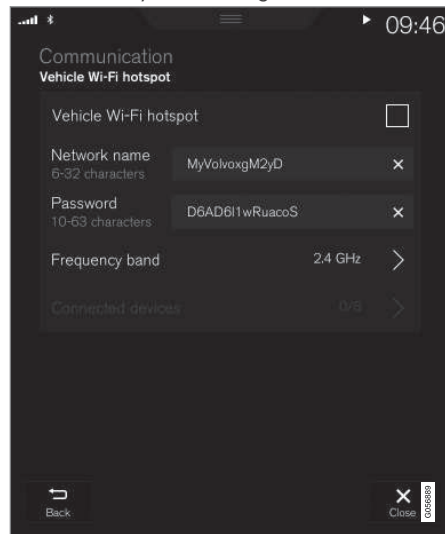 09:46
Communication
Vehicle Wi-Fi hotspot
Vehicle Wi-Fi hotspot
Network name
6-32 characters
MyVolvoxgM2yD
Password
10-63 characters
D6AD6I1wRuacoS
Frequency band
2.4 GHz
Connected devices
0/8
Back
Close
G056889